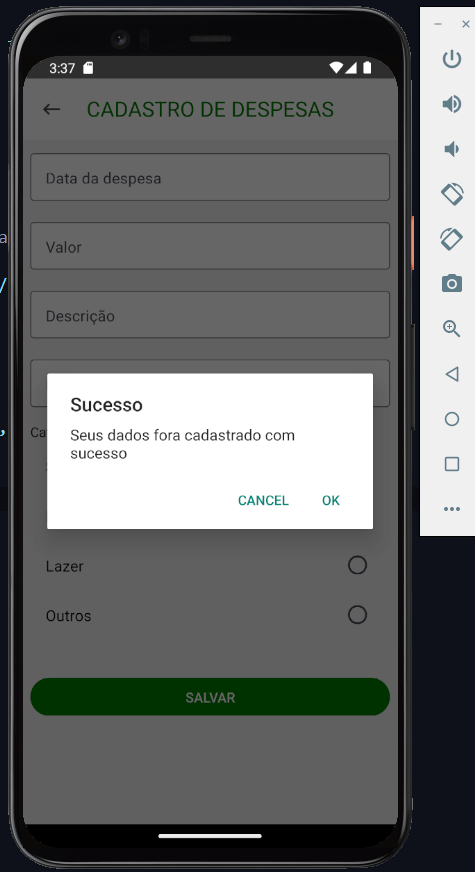 3:37
CADASTRO DE DESPESAS
Data da despesa
Valor
Descrição
Ca
Sucesso
Seus dados fora cadastrado com
sucesso
CANCEL OK
Lazer
Outros
SALVAR